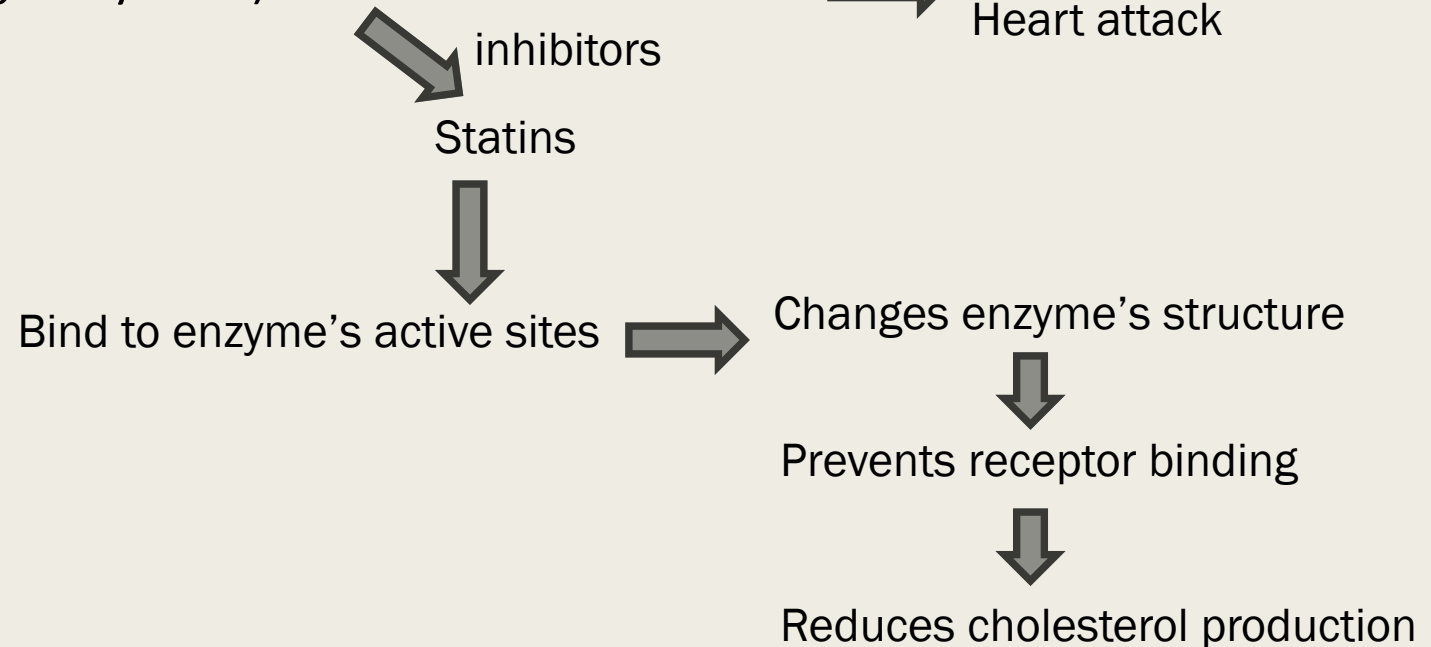 Heart attack
inhibitors
Statins
Bind to enzyme’s active sites
Changes enzyme’s structure
Prevents receptor binding
Reduces cholesterol production